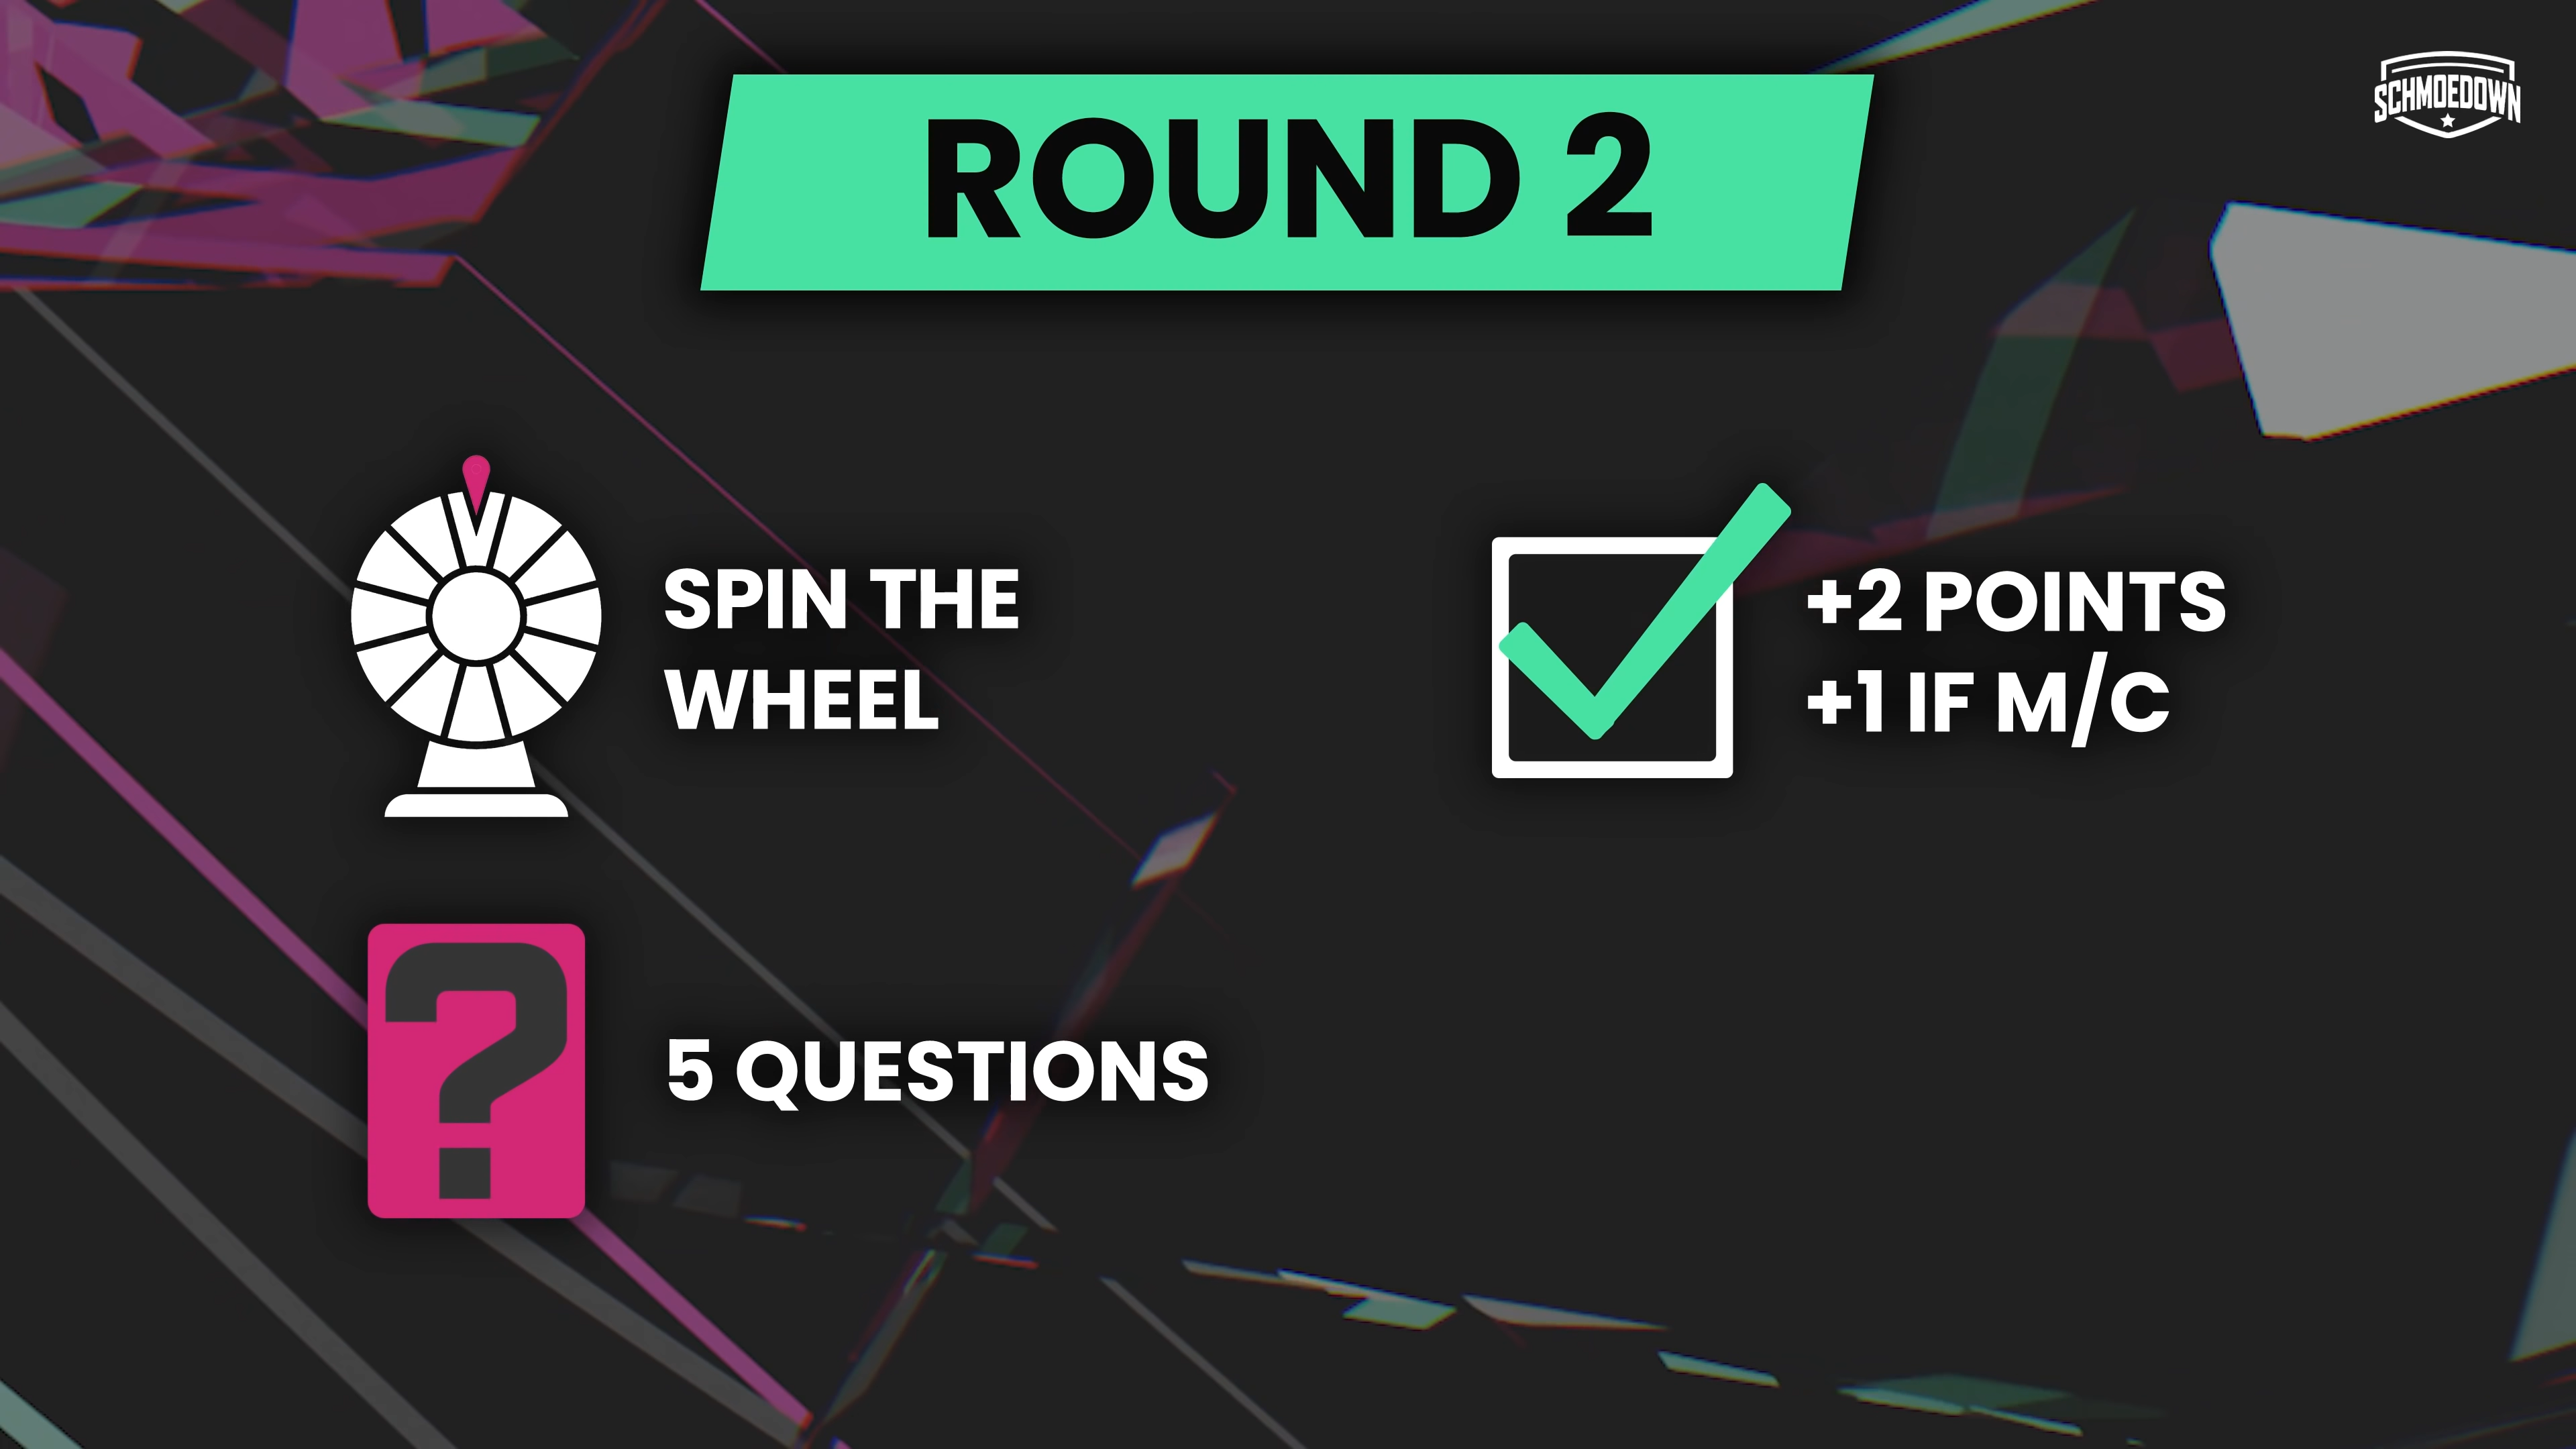 ROUND 2
SCHMOEDOWN
SPIN THE
WHEEL
+2 POINTS
+1 IF M/C
?
5 QUESTIONS